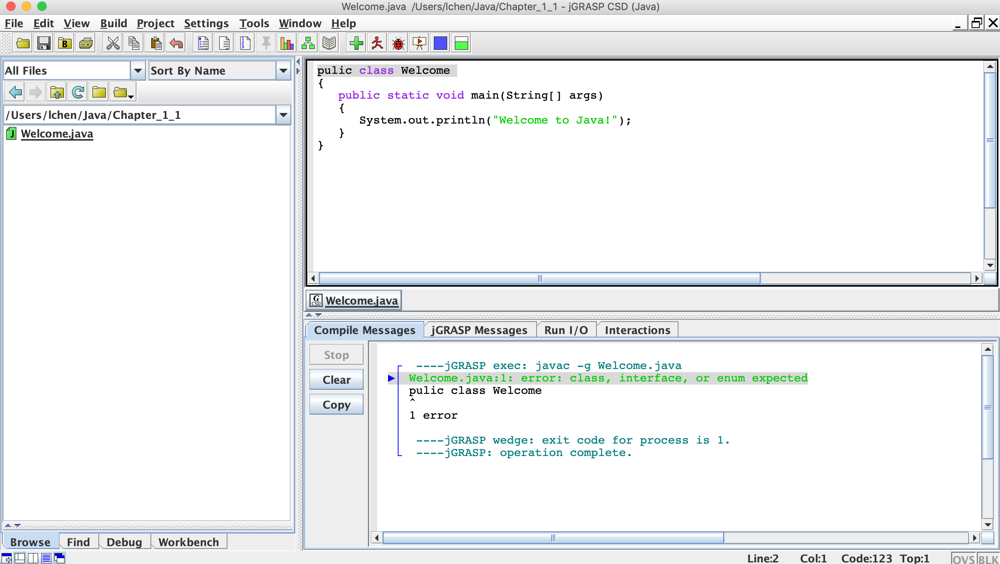 Welcome.java /Users/lchen/Java/Chapter_1_1 - jGRASP CSD (Java)
File Edit View Build Project Settings Tools Window Help
B
1
2
3
All Files
Sort By Name
/Users/lchen/Java/Chapter_1_1
J Welcome.java
pulic class Welcome
{
   public static void main(String[] args)
   {
      System.out.println("Welcome to Java!");
   }
}
G
CSD
Welcome.java
Compile Messages
jGRASP Messages
Run I/O
Interactions
Stop
Clear
Copy
 ----jGRASP exec: javac -g Welcome.java
Welcome.java:1: error: class, interface, or enum expected
pulic class Welcome
^
1 error
 ----jGRASP wedge: exit code for process is 1.
 ----jGRASP: operation complete.
Browse
Find
Debug
Workbench
Line:2 Col:1 Code:123 Top:1 OVS BLK